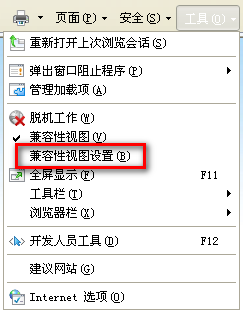 页面(P) 安全(S) 工具(O)
重新打开上次浏览会话(S)
弹出窗口阻止程序(P)
管理加载项(A)
脱机工作(W)
兼容性视图(V)
兼容性视图设置(B)
全屏显示(F) F11
工具栏(T)
浏览器栏(X)
开发人员工具(D) F12
建议网站(G)
Internet 选项(O)